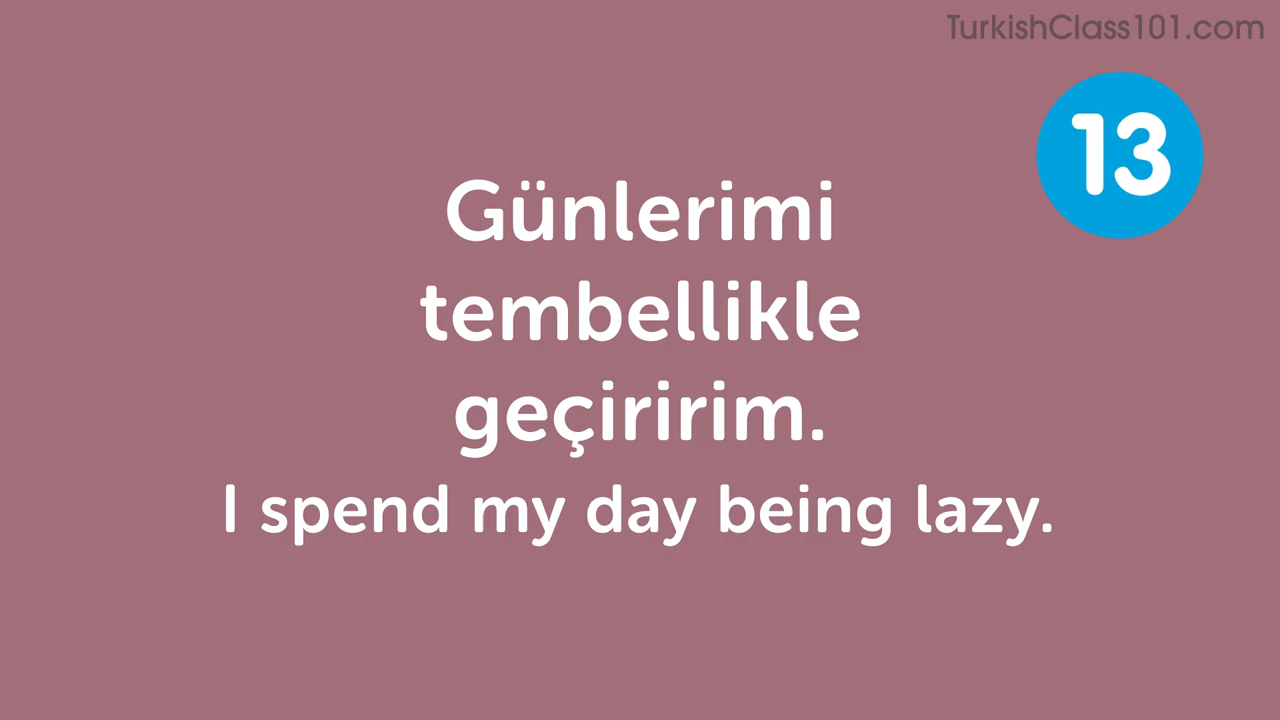 TurkishClass101.com
13
Günlerimi
tembellikle
geçiririm.
I spend my day being lazy.